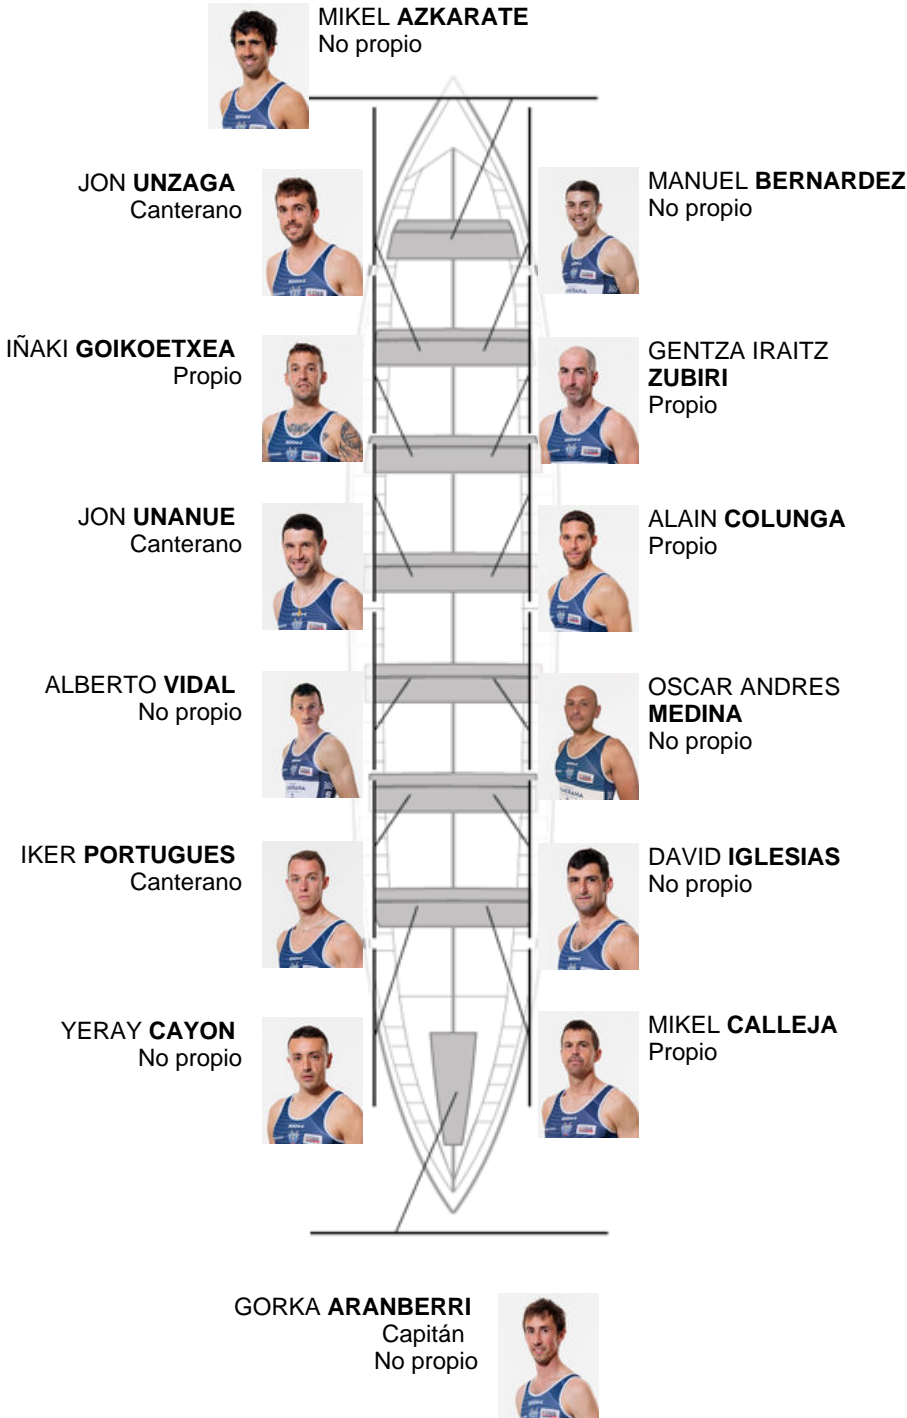 MIKEL AZKARATE
No propio
JON UNZAGA
Canterano
MANUEL BERNARDEZ
No propio
IÑAKI GOIKOETXEA
Propio
GENTZA IRAITZ
ZUBIRI
Propio
JON UNANUE
Canterano
ALAIN COLUNGA
Propio
ALBERTO VIDAL
No propio
OSCAR ANDRES
MEDINA
No propio
IKER PORTUGUES
Canterano
DAVID IGLESIAS
No propio
YERAY CAYON
No propio
MIKEL CALLEJA
Propio
GORKA ARANBERRI
Capitán
No propio